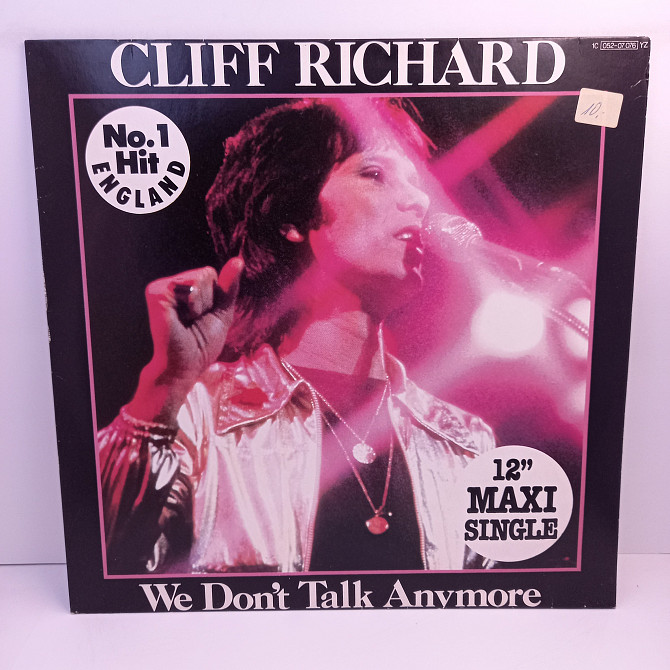 1C 052-07 076 YZ
CLIFF RICHARD
10,-
No.1
Hit
ENGLAND
12”
MAXI
SINGLE
We Don't Talk Anymore